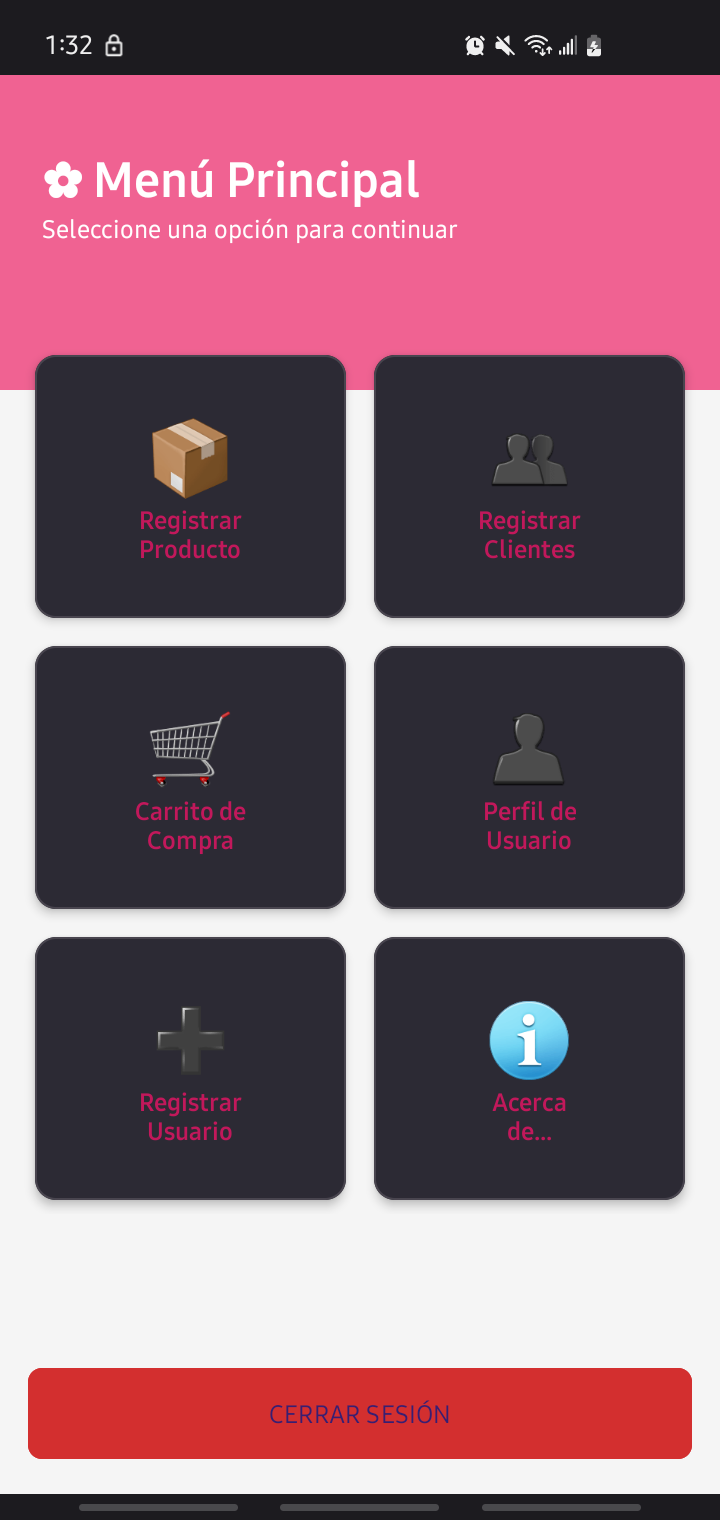 1:32
✿ Menú Principal
Seleccione una opción para continuar
Registrar
Producto
Registrar
Clientes
Carrito de
Compra
Perfil de
Usuario
Registrar
Usuario
Acerca
de...
CERRAR SESIÓN